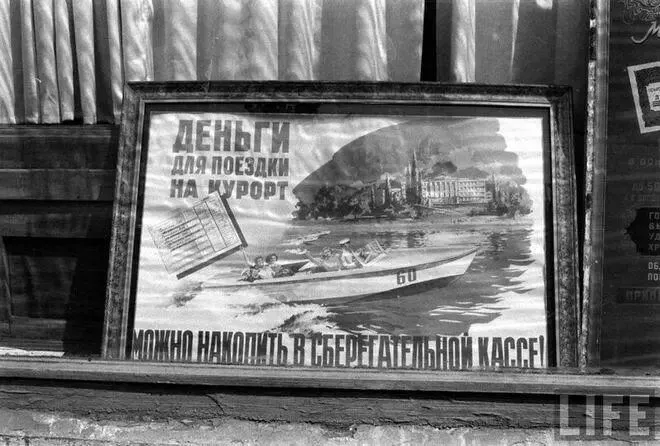 ДЕНЬГИ
ДЛЯ ПОЕЗДКИ
НА КУРОРТ
60
МОЖНО НАКОПИТЬ В СБЕРЕГАТЕЛЬНОЙ КАССЕ!
LIFE